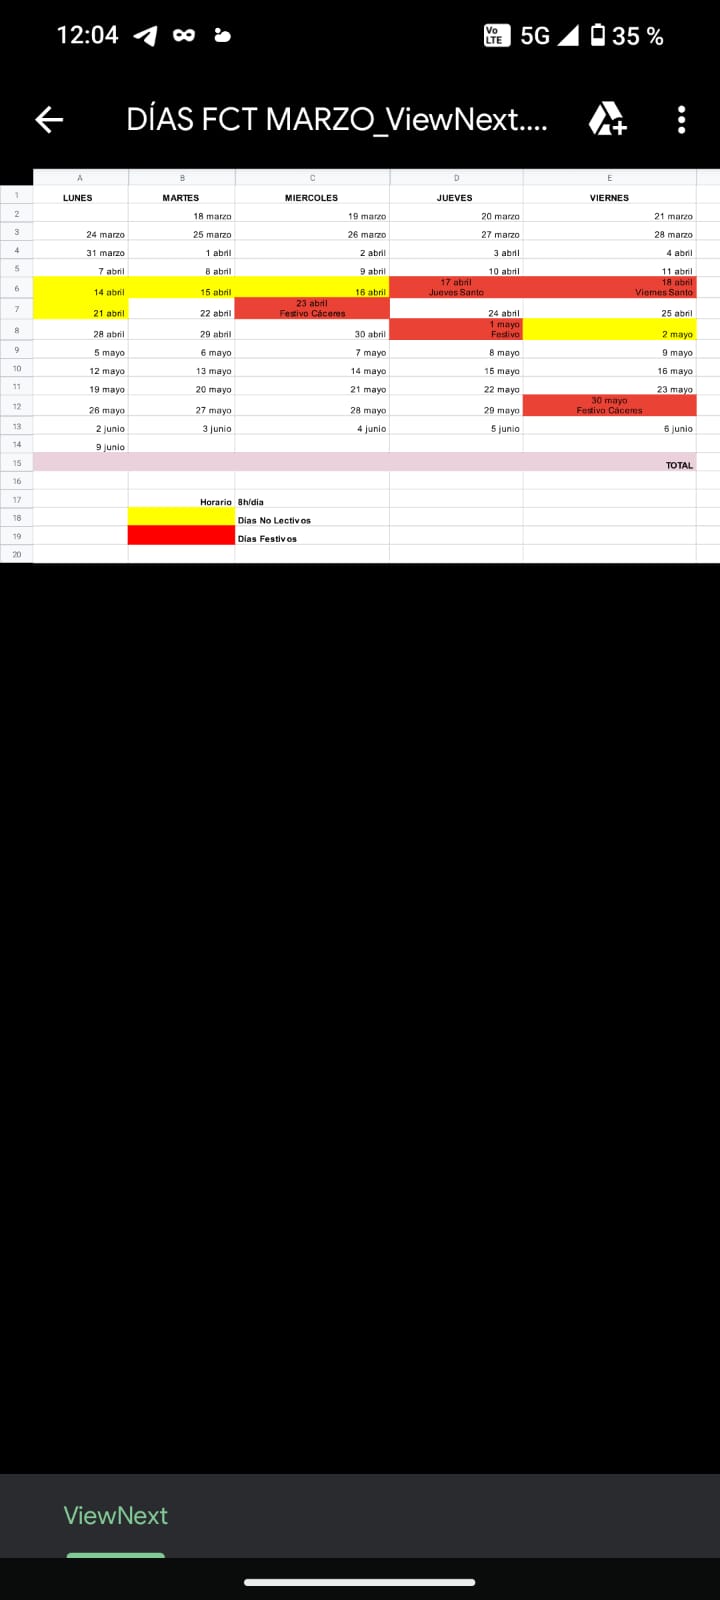 12:04 Vo LTE 5G 35 %
DÍAS FCT MARZO_ViewNext....
A B C D E
1 LUNES MARTES MIERCOLES JUEVES VIERNES
2 18 marzo 19 marzo 20 marzo 21 marzo
3 24 marzo 25 marzo 26 marzo 27 marzo 28 marzo
4 31 marzo 1 abril 2 abril 3 abril 4 abril
5 7 abril 8 abril 9 abril 10 abril 11 abril
6 14 abril 15 abril 16 abril 17 abril Jueves Santo 18 abril Viernes Santo
7 21 abril 22 abril 23 abril Festivo Cáceres 24 abril 25 abril
8 28 abril 29 abril 30 abril 1 mayo Festivo 2 mayo
9 5 mayo 6 mayo 7 mayo 8 mayo 9 mayo
10 12 mayo 13 mayo 14 mayo 15 mayo 16 mayo
11 19 mayo 20 mayo 21 mayo 22 mayo 23 mayo
12 26 mayo 27 mayo 28 mayo 29 mayo 30 mayo Festivo Cáceres
13 2 junio 3 junio 4 junio 5 junio 6 junio
14 9 junio
15 TOTAL
16
17 Horario 8h/día
18 Días No Lectivos
19 Días Festivos
20
ViewNext